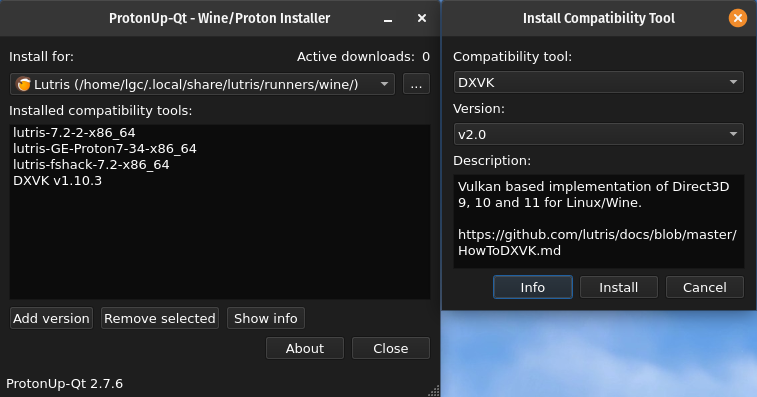 ProtonUp-Qt - Wine/Proton Installer
Install for:
Active downloads: 0
Lutris (/home/lgc/.local/share/lutris/runners/wine/)
...
Installed compatibility tools:
lutris-7.2-2-x86_64
lutris-GE-Proton7-34-x86_64
lutris-fshack-7.2-x86_64
DXVK v1.10.3
Add version
Remove selected
Show info
About
Close
ProtonUp-Qt 2.7.6
Install Compatibility Tool
Compatibility tool:
DXVK
Version:
v2.0
Description:
Vulkan based implementation of Direct3D
9, 10 and 11 for Linux/Wine.
https://github.com/lutris/docs/blob/master/
HowToDXVK.md
Info
Install
Cancel